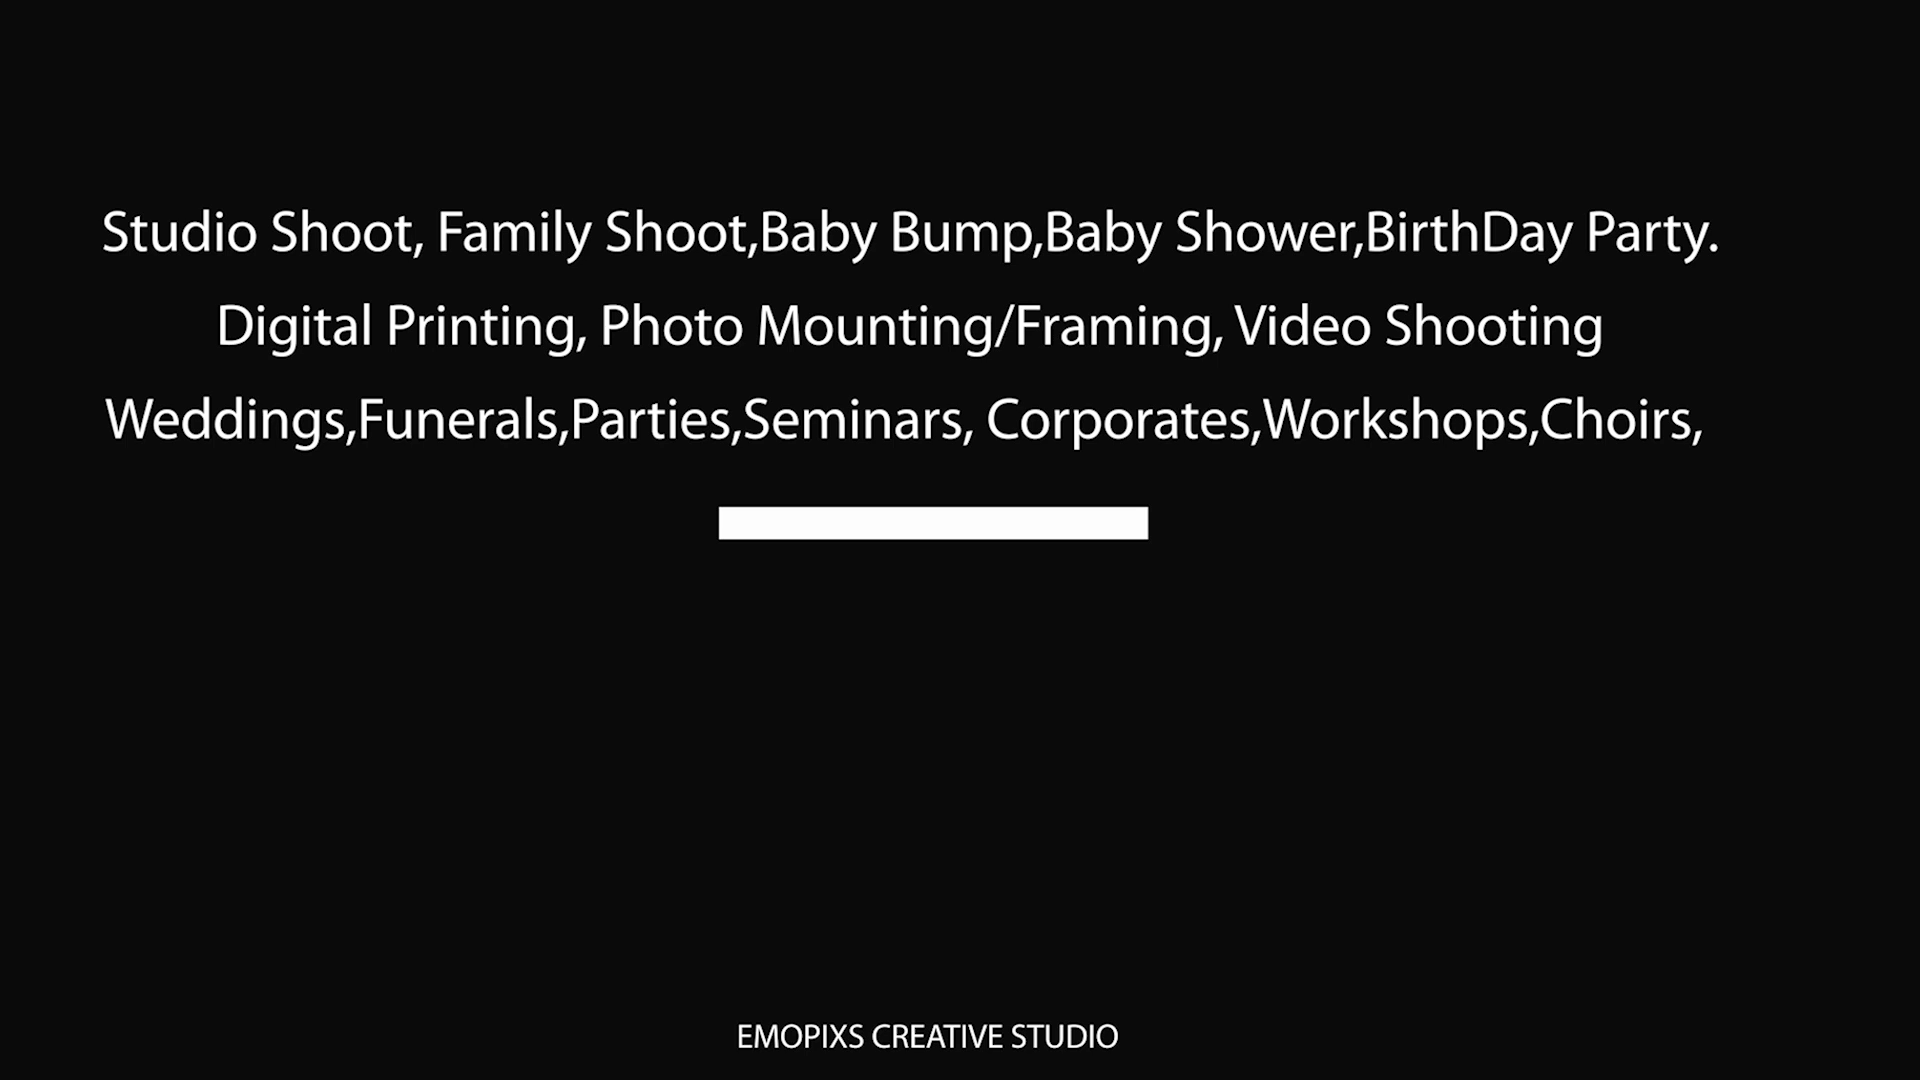 Studio Shoot, Family Shoot,Baby Bump,Baby Shower,BirthDay Party.
Digital Printing, Photo Mounting/Framing, Video Shooting
Weddings,Funerals,Parties,Seminars, Corporates,Workshops,Choirs,
EMOPIXS CREATIVE STUDIO